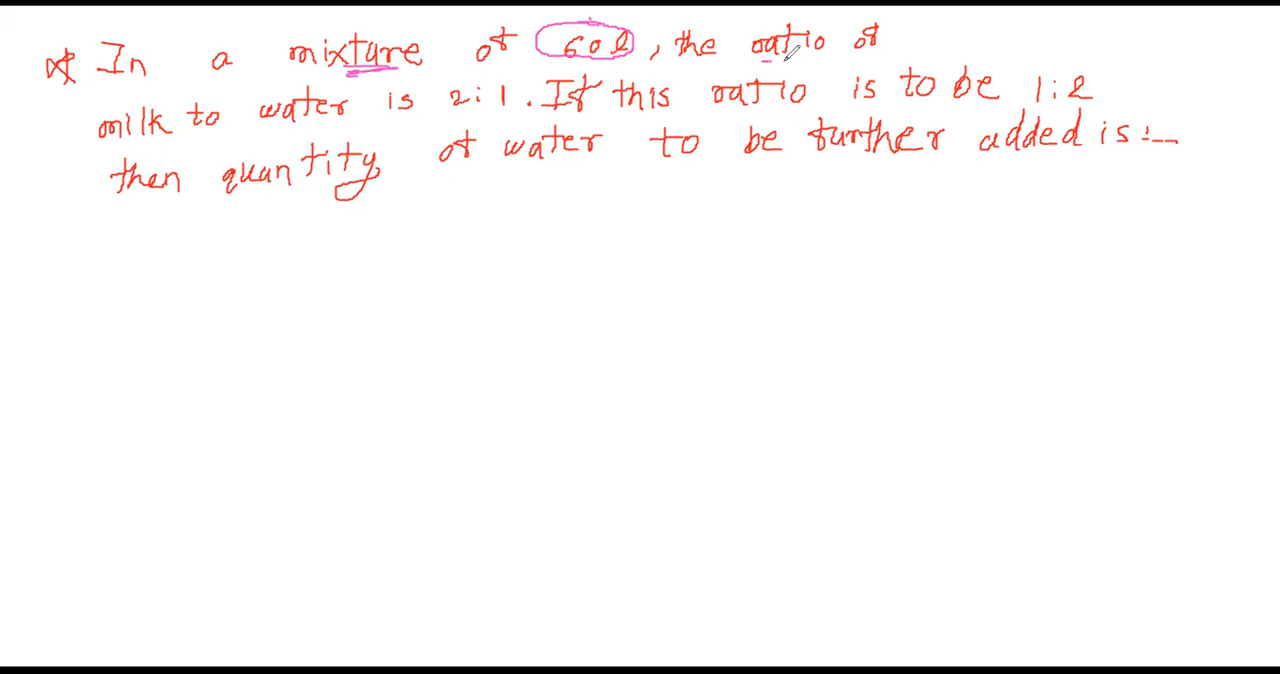 * In a mixture of 60l, the ratio of
milk to water is 2:1. If this ratio is to be 1:2
then quantity of water to be further added is :-